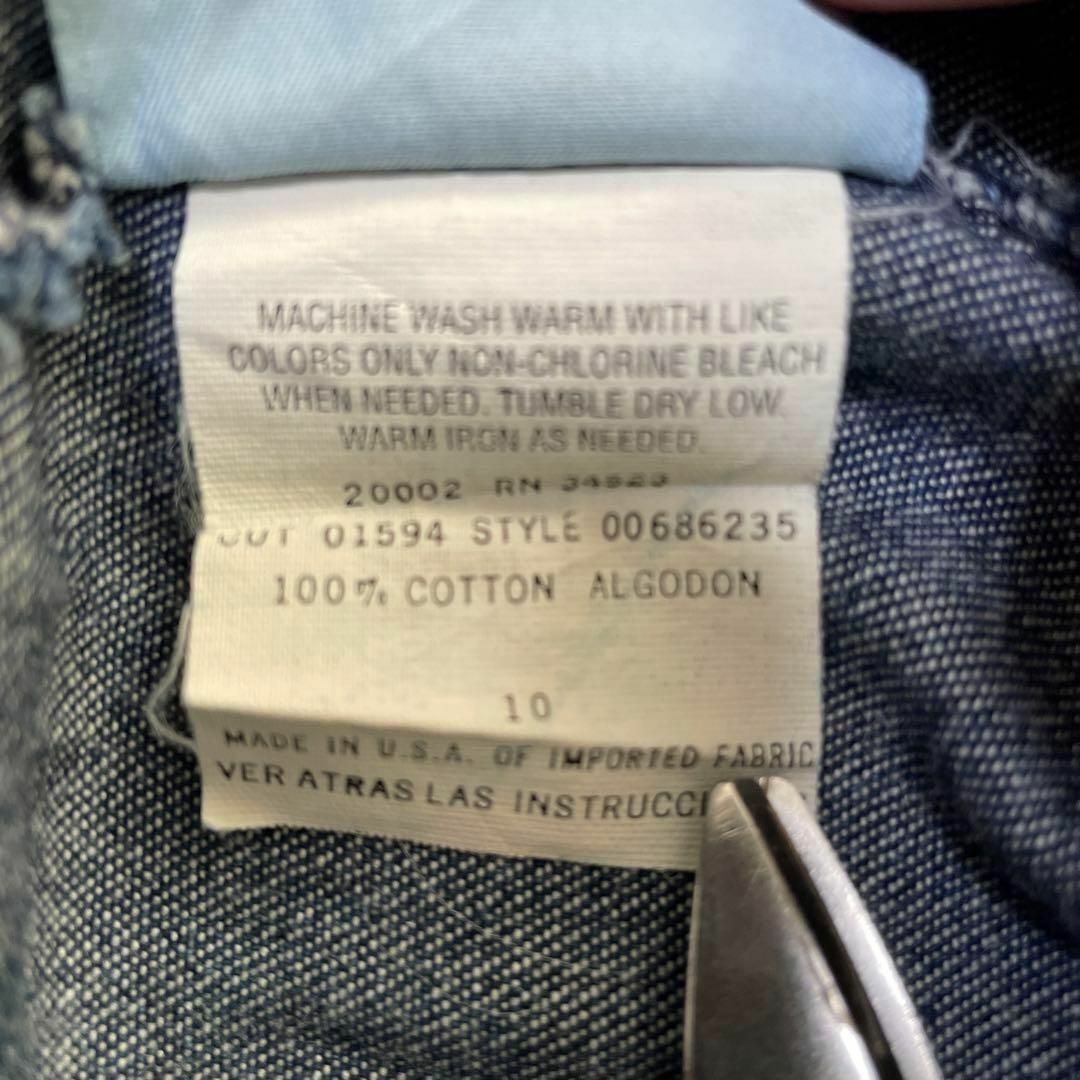 MACHINE WASH WARM WITH LIKE
COLORS ONLY NON-CHLORINE BLEACH
WHEN NEEDED. TUMBLE DRY LOW.
WARM IRON AS NEEDED.
20002 RN
CUT 01594 STYLE 00686235
100% COTTON ALGODON
10
MADE IN U.S.A. OF IMPORTED FABRIC
VER ATRAS LAS